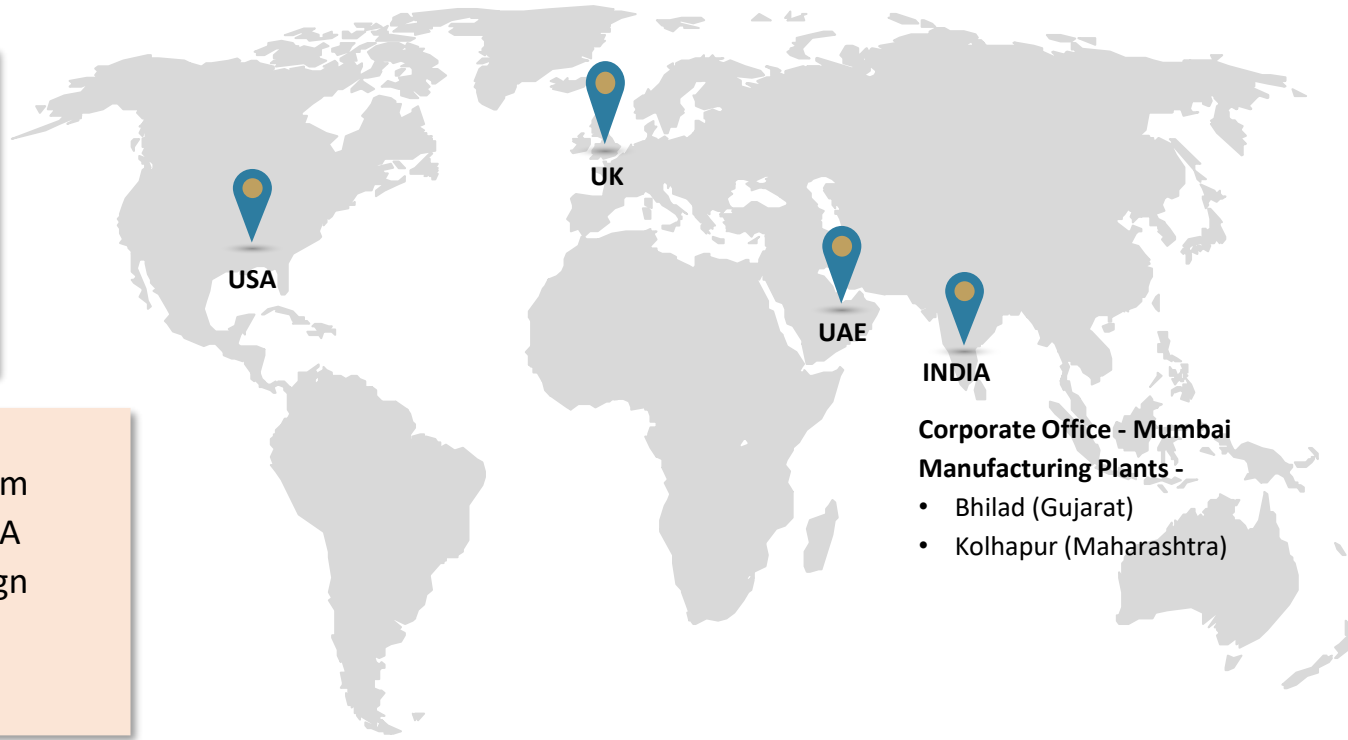 UK
USA
UAE
INDIA
Corporate Office - Mumbai
Manufacturing Plants -
• Bhilad (Gujarat)
• Kolhapur (Maharashtra)